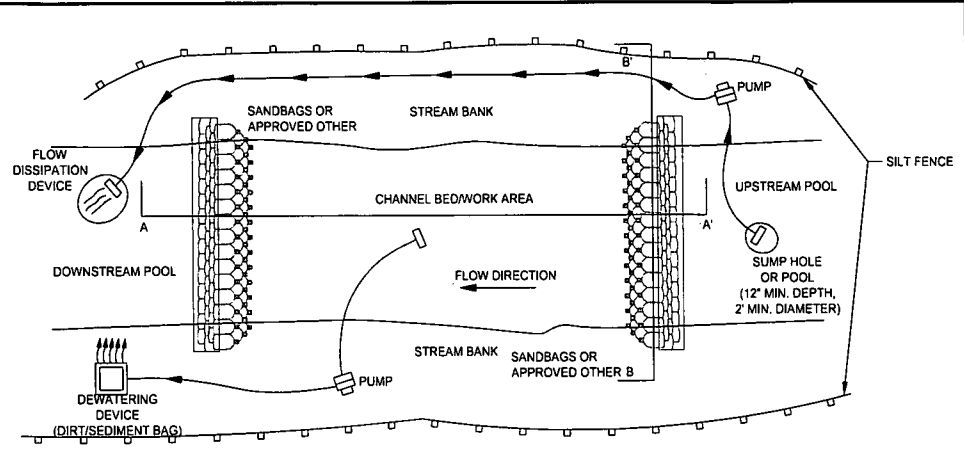 B'
PUMP
SANDBAGS OR
APPROVED OTHER
STREAM BANK
FLOW
DISSIPATION
DEVICE
SILT FENCE
CHANNEL BED/WORK AREA
UPSTREAM POOL
A
A'
DOWNSTREAM POOL
FLOW DIRECTION
SUMP HOLE
OR POOL
(12" MIN. DEPTH,
2' MIN. DIAMETER)
STREAM BANK
SANDBAGS OR
APPROVED OTHER B
PUMP
DEWATERING
DEVICE
(DIRT/SEDIMENT BAG)